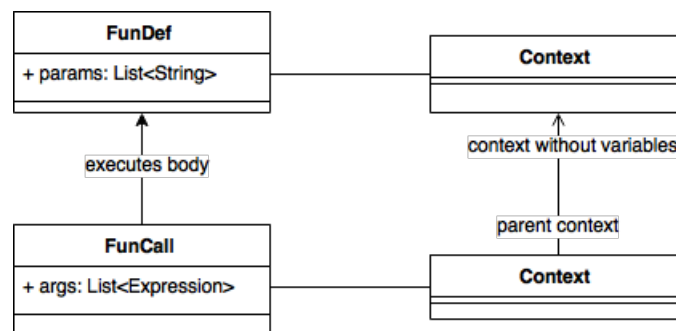 FunDef
+ params: List<String>
Context
executes body
context without variables
parent context
FunCall
+ args: List<Expression>
Context